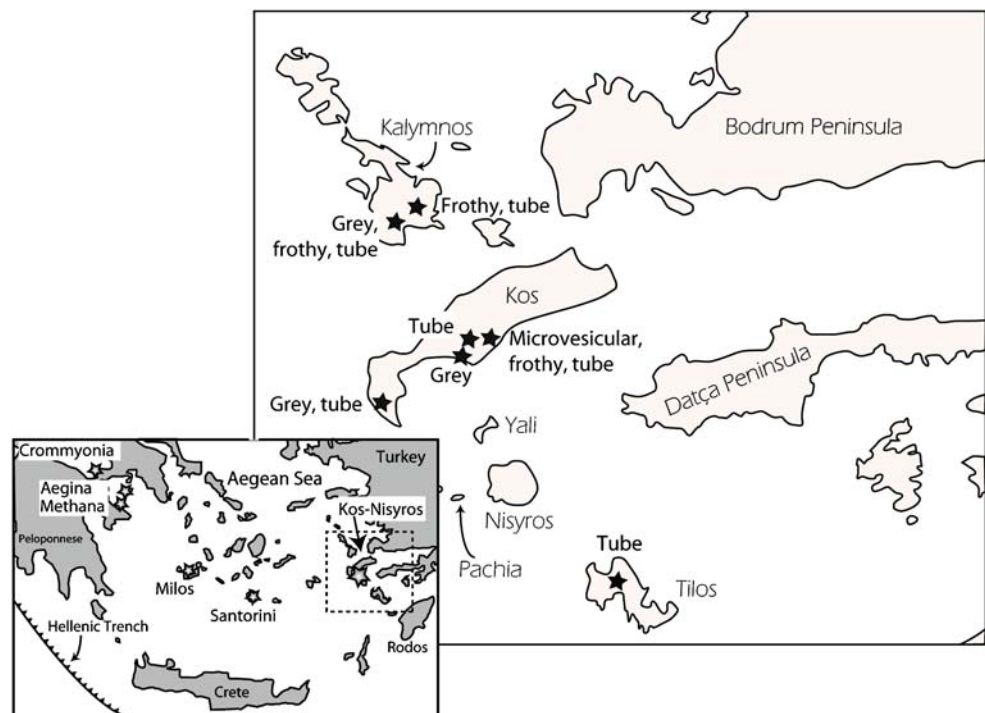 Kalymnos
Bodrum Peninsula
Frothy, tube
Grey,
frothy, tube
Kos
Tube
Microvesicular,
frothy, tube
Grey
Datça Peninsula
Grey, tube
Yali
Nisyros
Pachia
Tube
Tilos
Crommyonia
Aegean Sea
Turkey
Aegina
Methana
Kos-Nisyros
Peloponnese
Milos
Santorini
Hellenic Trench
Rodos
Crete